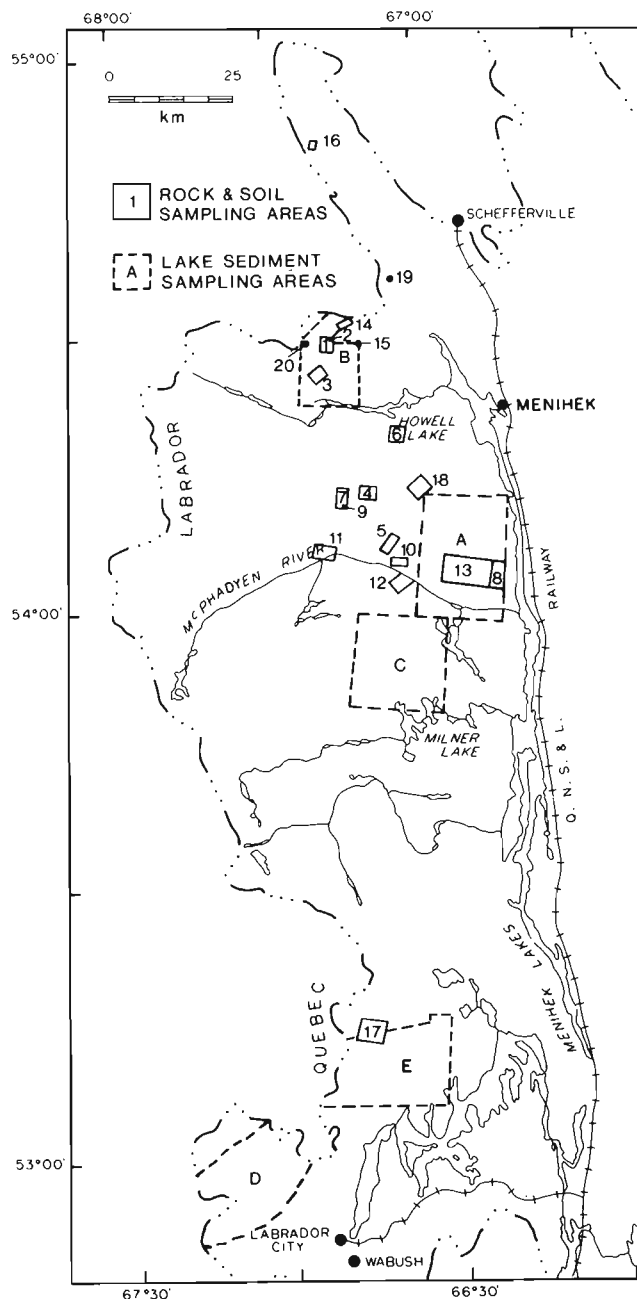 68°00'
67°00'
55°00'
0 25
km
16
1 ROCK & SOIL
SAMPLING AREAS
SCHEFFERVILLE
A LAKE SEDIMENT
SAMPLING AREAS
19
14
2
1
15
20
B
3
MENIHEK
HOWELL
LAKE
6
LABRADOR
18
7
4
9
A
5
11
10
13
8
12
MCPHADYEN RIVER
RAILWAY
54°00'
C
MILNER
LAKE
O. N. S. & L.
MENIHEK LAKES
QUEBEC
17
E
53°00'
D
LABRADOR
CITY
WABUSH
67°30'
66°30'